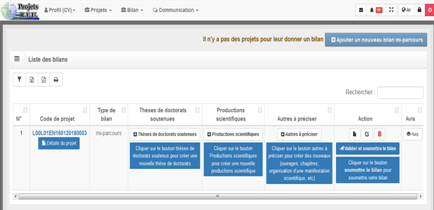 Projets
P.R.F.U.
Profil (CV) Projets Bilan Communication Ar
Il n'y a pas des projets pour leur donner un bilan Ajouter un nouveau bilan mi-parcours
Liste des bilans
Rechercher :
N° Code de projet Type de bilan Thèses de doctorats soutenues Productions scientifiques Autres à préciser Action Avis
1 L00L01EN160120180003 mi-parcours Thèses de doctorats soutenues Productions scientifiques Autres à préciser Avis
Détails du projet
Cliquer sur le bouton thèses de doctorats soutenus pour créer une nouvelle thèse de doctorats
Cliquer sur le bouton Productions scientifiques pour créer une nouvelle productions scientifique
Cliquer sur le bouton autres à préciser pour créer des nouveaux (ouvrages, chapitres, organisation d'une manifestation scientifique, etc)
Valider et soumettre le bilan
Cliquer sur le bouton soumettre le bilan pour soumettre votre bilan